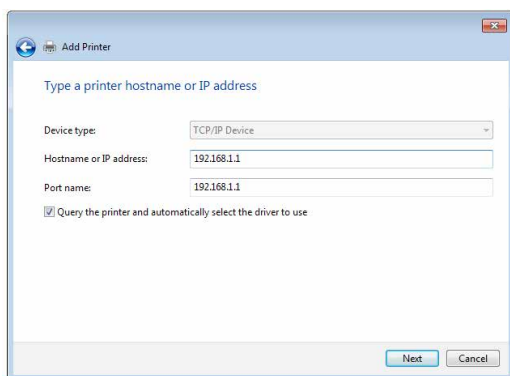 Add Printer
Type a printer hostname or IP address
Device type: TCP/IP Device
Hostname or IP address: 192.168.1.1
Port name: 192.168.1.1
Query the printer and automatically select the driver to use
Next Cancel